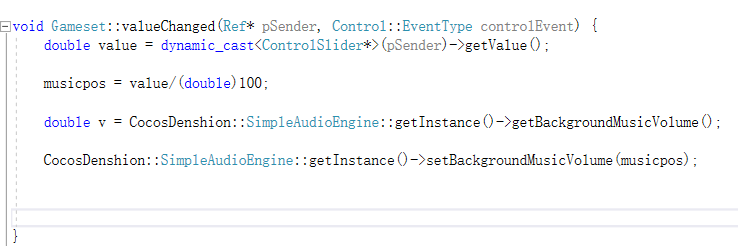 void Gameset::valueChanged(Ref* pSender, Control::EventType controlEvent) {
double value = dynamic_cast<ControlSlider*>(pSender)->getValue();
musicpos = value/(double)100;
double v = CocosDenshion::SimpleAudioEngine::getInstance()->getBackgroundMusicVolume();
CocosDenshion::SimpleAudioEngine::getInstance()->setBackgroundMusicVolume(musicpos);
}